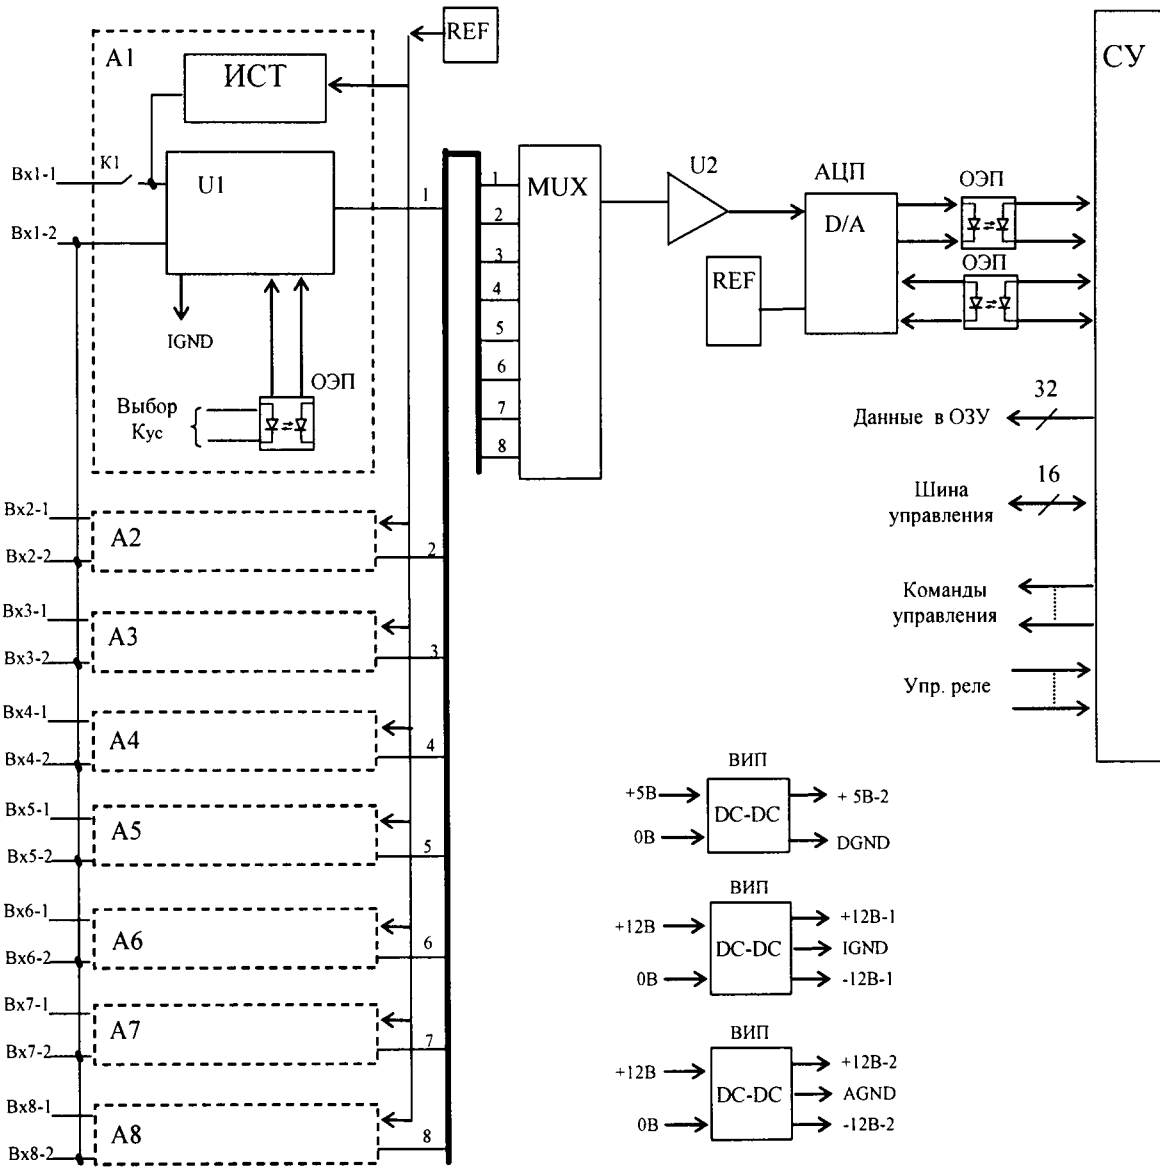 REF
A1
ИСТ
СУ
К1
Вх1-1
U1
1
Вх1-2
IGND
ОЭП
Выбор
Кус
MUX
1
2
3
4
5
6
7
8
U2
АЦП
D/A
REF
ОЭП
ОЭП
Данные в ОЗУ
32
Шина
управления
16
Команды
управления
Упр. реле
Вх2-1
A2
Вх2-2
2
Вх3-1
A3
Вх3-2
3
Вх4-1
A4
Вх4-2
4
Вх5-1
A5
Вх5-2
5
Вх6-1
A6
Вх6-2
6
Вх7-1
A7
Вх7-2
7
Вх8-1
A8
Вх8-2
8
ВИП
+5В
DC-DC
+ 5В-2
0В
DGND
ВИП
+12В
DC-DC
+12В-1
IGND
0В
-12В-1
ВИП
+12В
DC-DC
+12В-2
AGND
0В
-12В-2